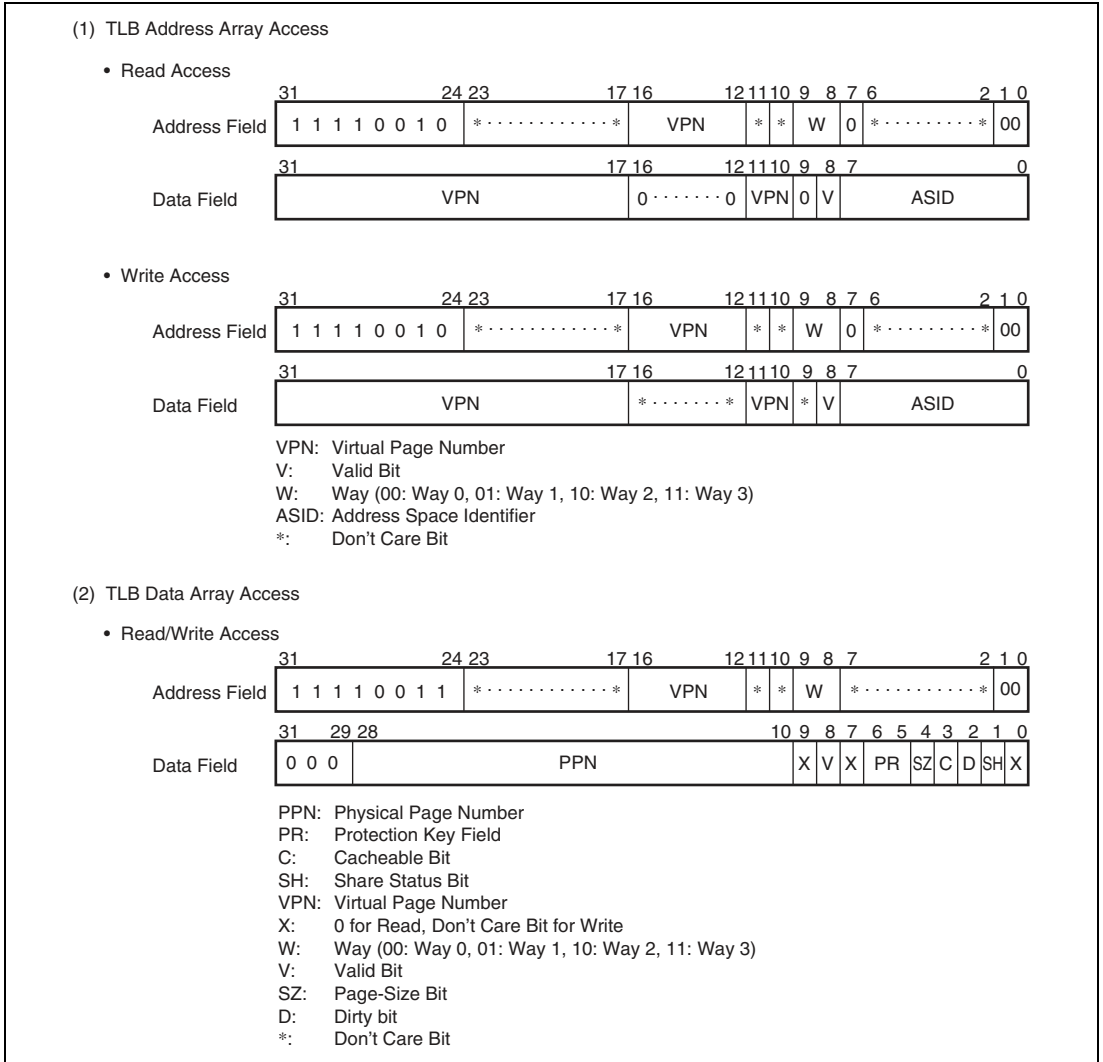 (1) TLB Address Array Access
• Read Access
31 24 23 17 16 12 11 10 9 8 7 6 2 1 0
Address Field 1 1 1 1 0 0 1 0 *············* VPN * * W 0 *·········* 00
31 17 16 12 11 10 9 8 7 0
Data Field VPN 0·······0 VPN 0 V ASID
• Write Access
31 24 23 17 16 12 11 10 9 8 7 6 2 1 0
Address Field 1 1 1 1 0 0 1 0 *············* VPN * * W 0 *·········* 00
31 17 16 12 11 10 9 8 7 0
Data Field VPN *·······* VPN * V ASID
VPN: Virtual Page Number
V: Valid Bit
W: Way (00: Way 0, 01: Way 1, 10: Way 2, 11: Way 3)
ASID: Address Space Identifier
*: Don't Care Bit
(2) TLB Data Array Access
• Read/Write Access
31 24 23 17 16 12 11 10 9 8 7 2 1 0
Address Field 1 1 1 1 0 0 1 1 *············* VPN * * W *···········* 00
31 29 28 10 9 8 7 6 5 4 3 2 1 0
Data Field 0 0 0 PPN X V X PR SZ C D SH X
PPN: Physical Page Number
PR: Protection Key Field
C: Cacheable Bit
SH: Share Status Bit
VPN: Virtual Page Number
X: 0 for Read, Don't Care Bit for Write
W: Way (00: Way 0, 01: Way 1, 10: Way 2, 11: Way 3)
V: Valid Bit
SZ: Page-Size Bit
D: Dirty bit
*: Don't Care Bit